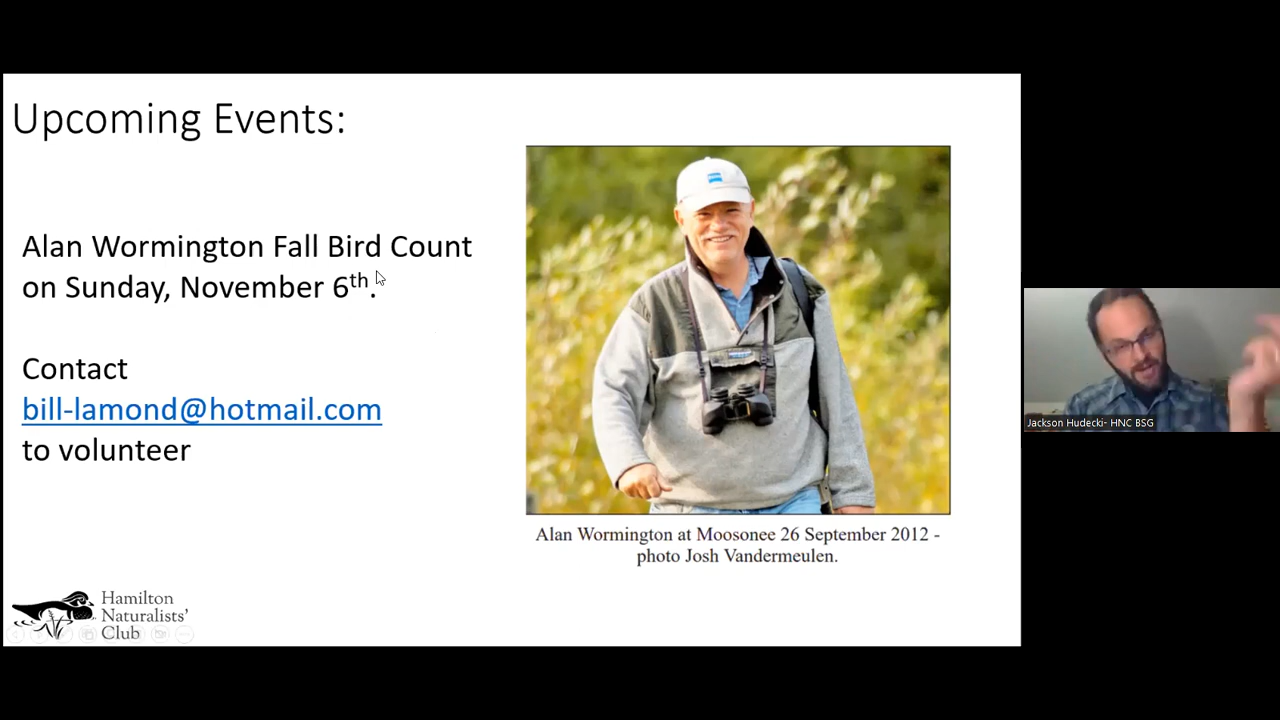 Upcoming Events:
Alan Wormington Fall Bird Count
on Sunday, November 6th.
Contact
bill-lamond@hotmail.com
to volunteer
Alan Wormington at Moosonee 26 September 2012 -
photo Josh Vandermeulen.
Hamilton
Naturalists'
Club
Jackson Hudecki- HNC BSG